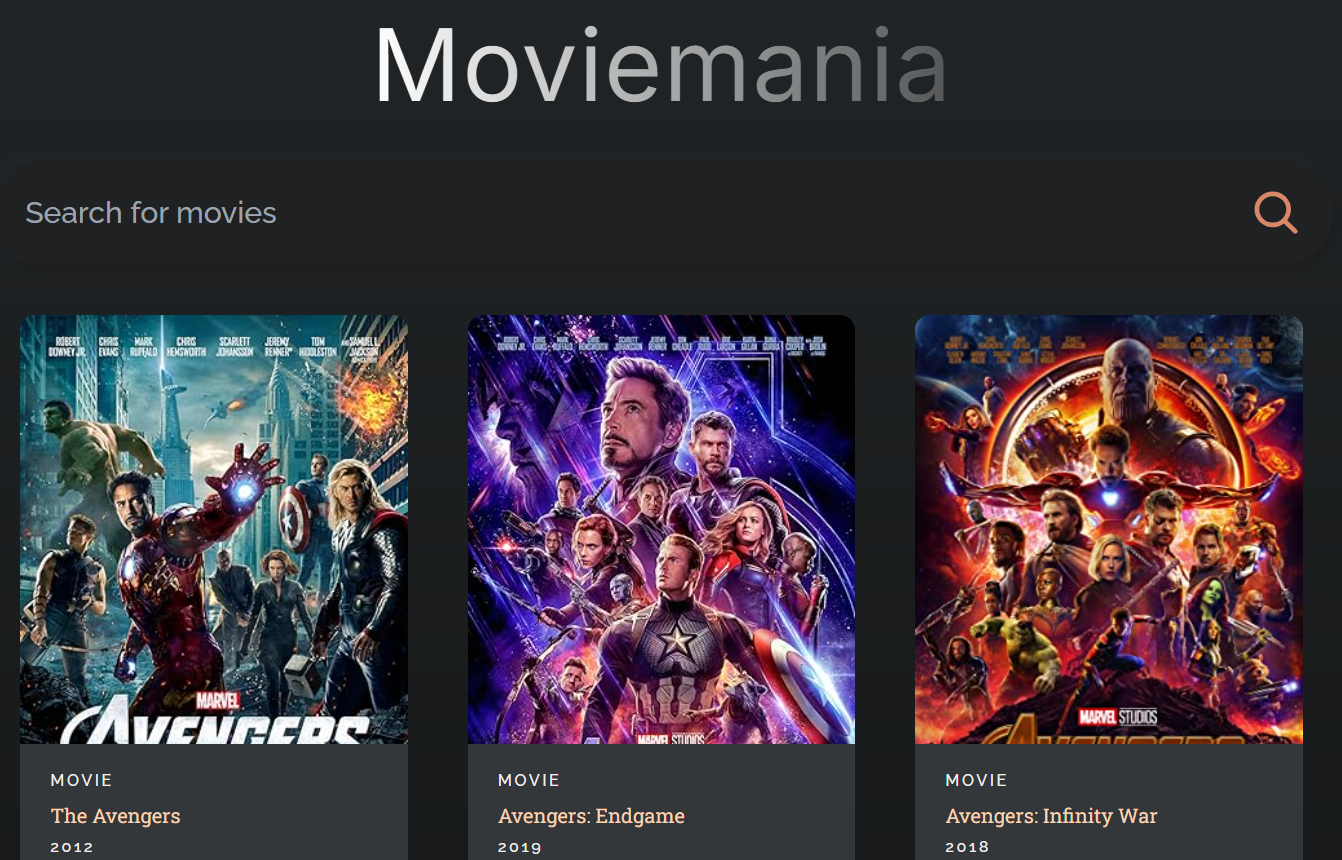 Moviemania
Search for movies
ROBERT DOWNEY JR. CHRIS EVANS MARK RUFFALO CHRIS HEMSWORTH SCARLETT JOHANSSON JEREMY RENNER TOM HIDDLESTON AND SAMUEL L. JACKSON
MARVEL
AVENGERS
MARVEL STUDIOS
MARVEL STUDIOS
AVENGERS
MOVIE
The Avengers
2012
MOVIE
Avengers: Endgame
2019
MOVIE
Avengers: Infinity War
2018